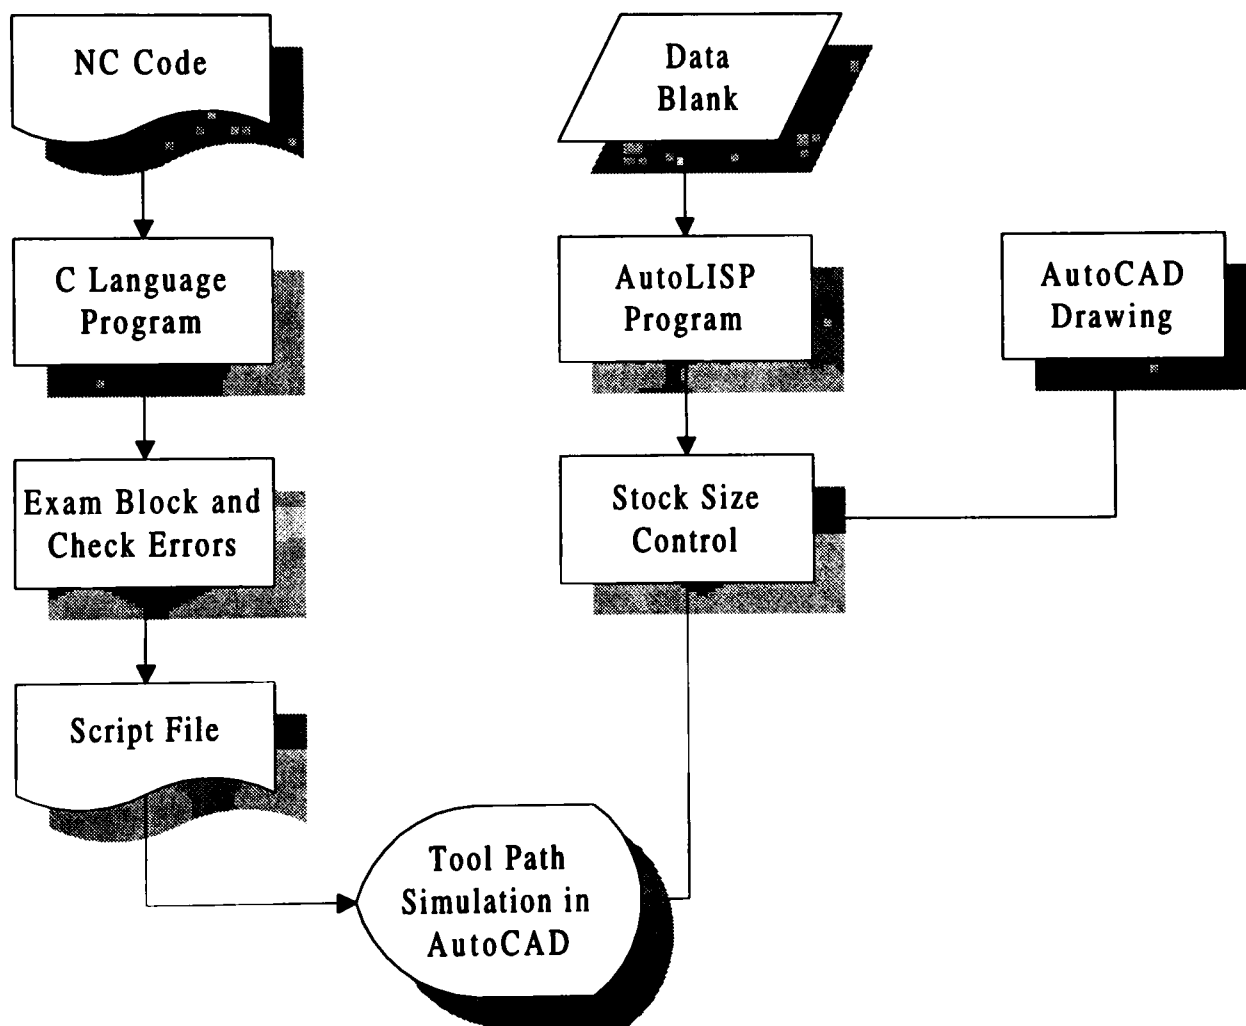 NC Code
Data
Blank
C Language
Program
AutoLISP
Program
AutoCAD
Drawing
Exam Block and
Check Errors
Stock Size
Control
Script File
Tool Path
Simulation in
AutoCAD